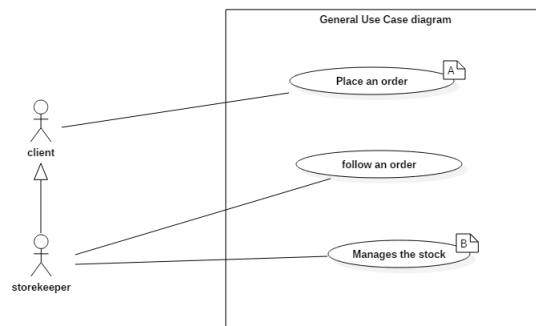 General Use Case diagram
A
Place an order
client
follow an order
B
Manages the stock
storekeeper